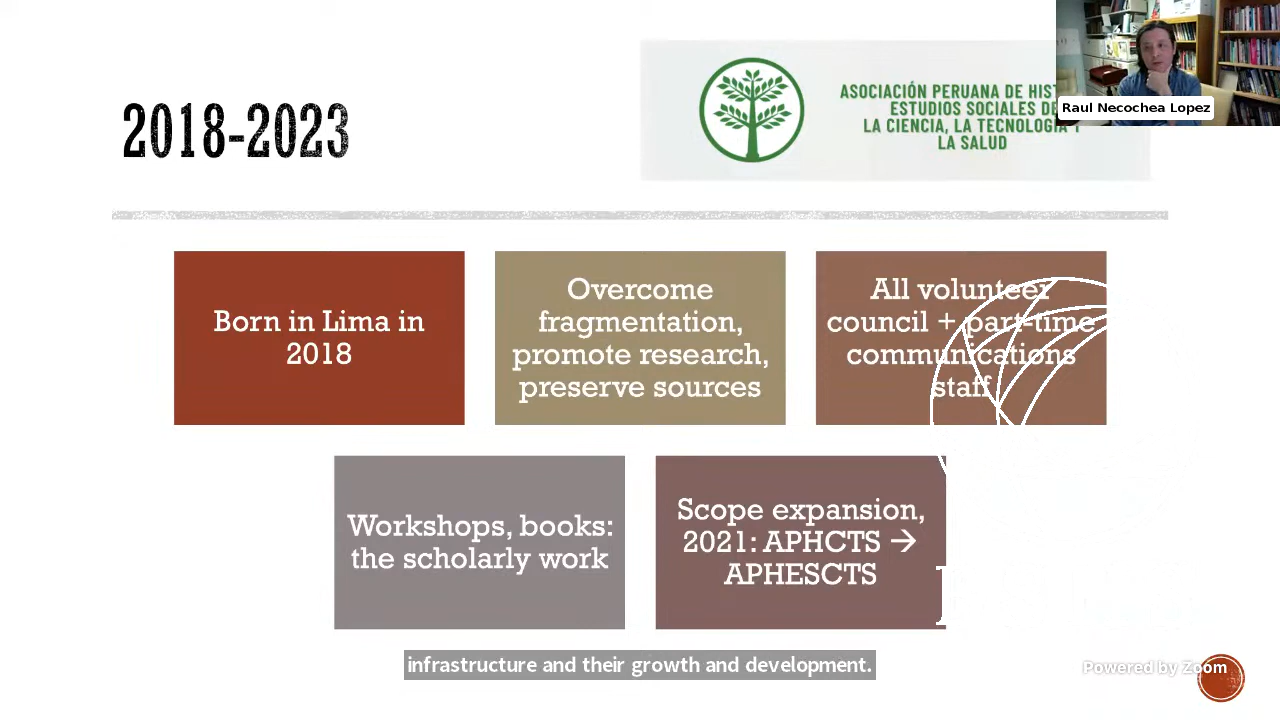 2018-2023
ASOCIACIÓN PERUANA DE HIST
ESTUDIOS SOCIALES DE
LA CIENCIA, LA TECNOLOGÍA Y
LA SALUD
Raul Necochea Lopez
Born in Lima in
2018
Overcome
fragmentation,
promote research,
preserve sources
All volunteer
council + part-time
communications
staff
Workshops, books:
the scholarly work
Scope expansion,
2021: APHCTS →
APHESCTS
infrastructure and their growth and development.
Powered by Zoom